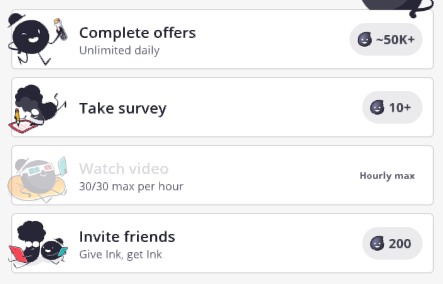 Complete offers
Unlimited daily
~50K+
Take survey
10+
Watch video
30/30 max per hour
Hourly max
Invite friends
Give Ink, get Ink
200